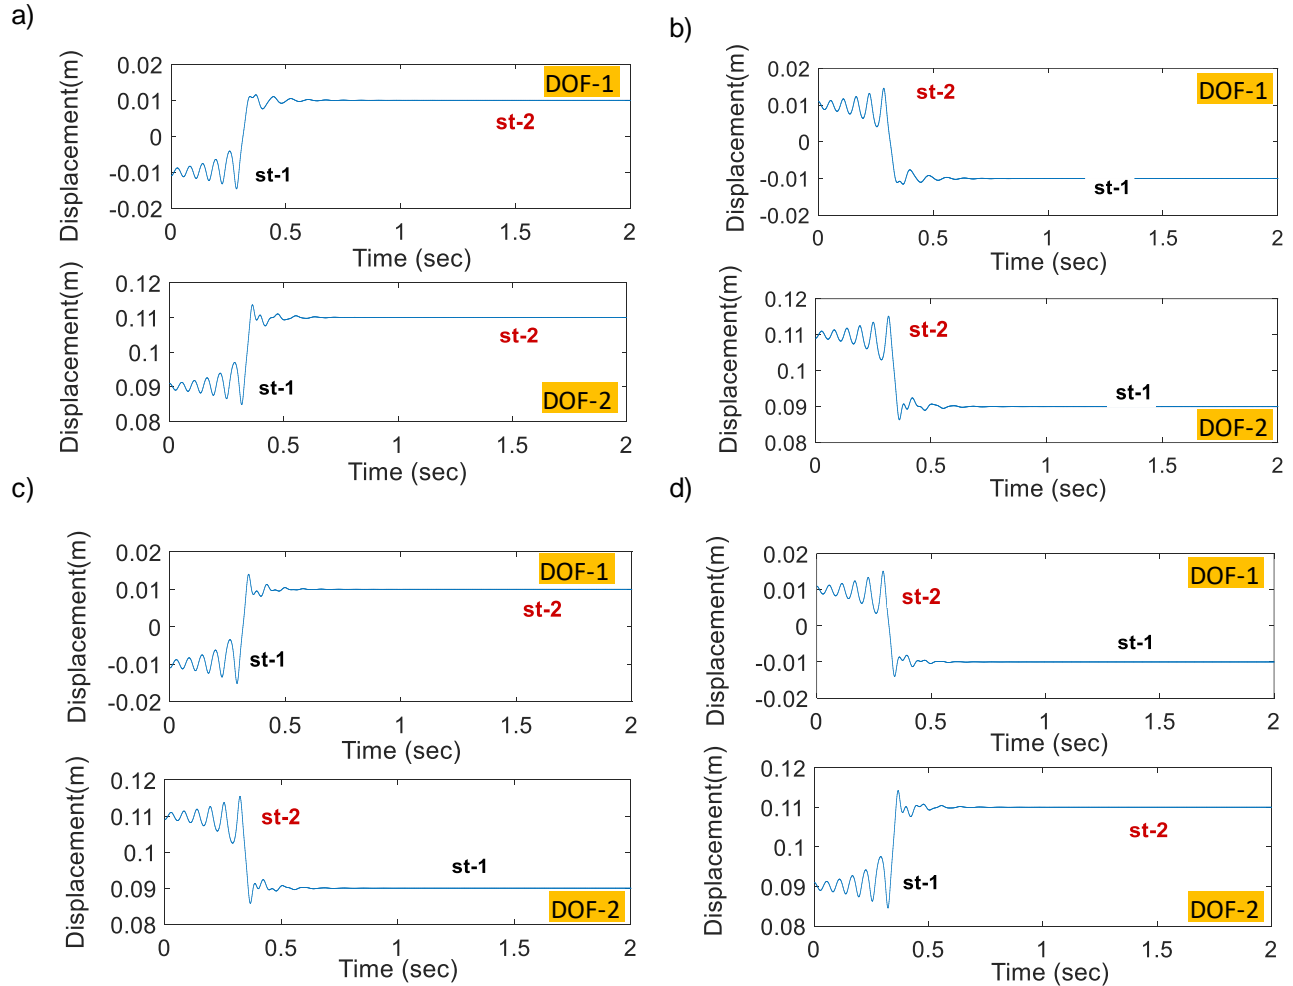 a)
Displacement(m)
0.02
0.01
0
-0.01
-0.02
DOF-1
st-2
st-1
0
0.5
1
1.5
2
Time (sec)
Displacement(m)
0.12
0.11
0.1
0.09
0.08
st-2
st-1
DOF-2
0
0.5
1
1.5
2
Time (sec)
b)
Displacement(m)
0.02
0.01
0
-0.01
-0.02
st-2
DOF-1
st-1
0
0.5
1
1.5
2
Time (sec)
Displacement(m)
0.12
0.11
0.1
0.09
0.08
st-2
st-1
DOF-2
0
0.5
1
1.5
2
Time (sec)
c)
Displacement(m)
0.02
0.01
0
-0.01
-0.02
DOF-1
st-2
st-1
0
0.5
1
1.5
2
Time (sec)
Displacement(m)
0.12
0.11
0.1
0.09
0.08
st-2
st-1
DOF-2
0
0.5
1
1.5
2
Time (sec)
d)
Displacement(m)
0.02
0.01
0
-0.01
-0.02
DOF-1
st-2
st-1
0
0.5
1
1.5
2
Time (sec)
Displacement(m)
0.12
0.11
0.1
0.09
0.08
st-2
st-1
DOF-2
0
0.5
1
1.5
2
Time (sec)